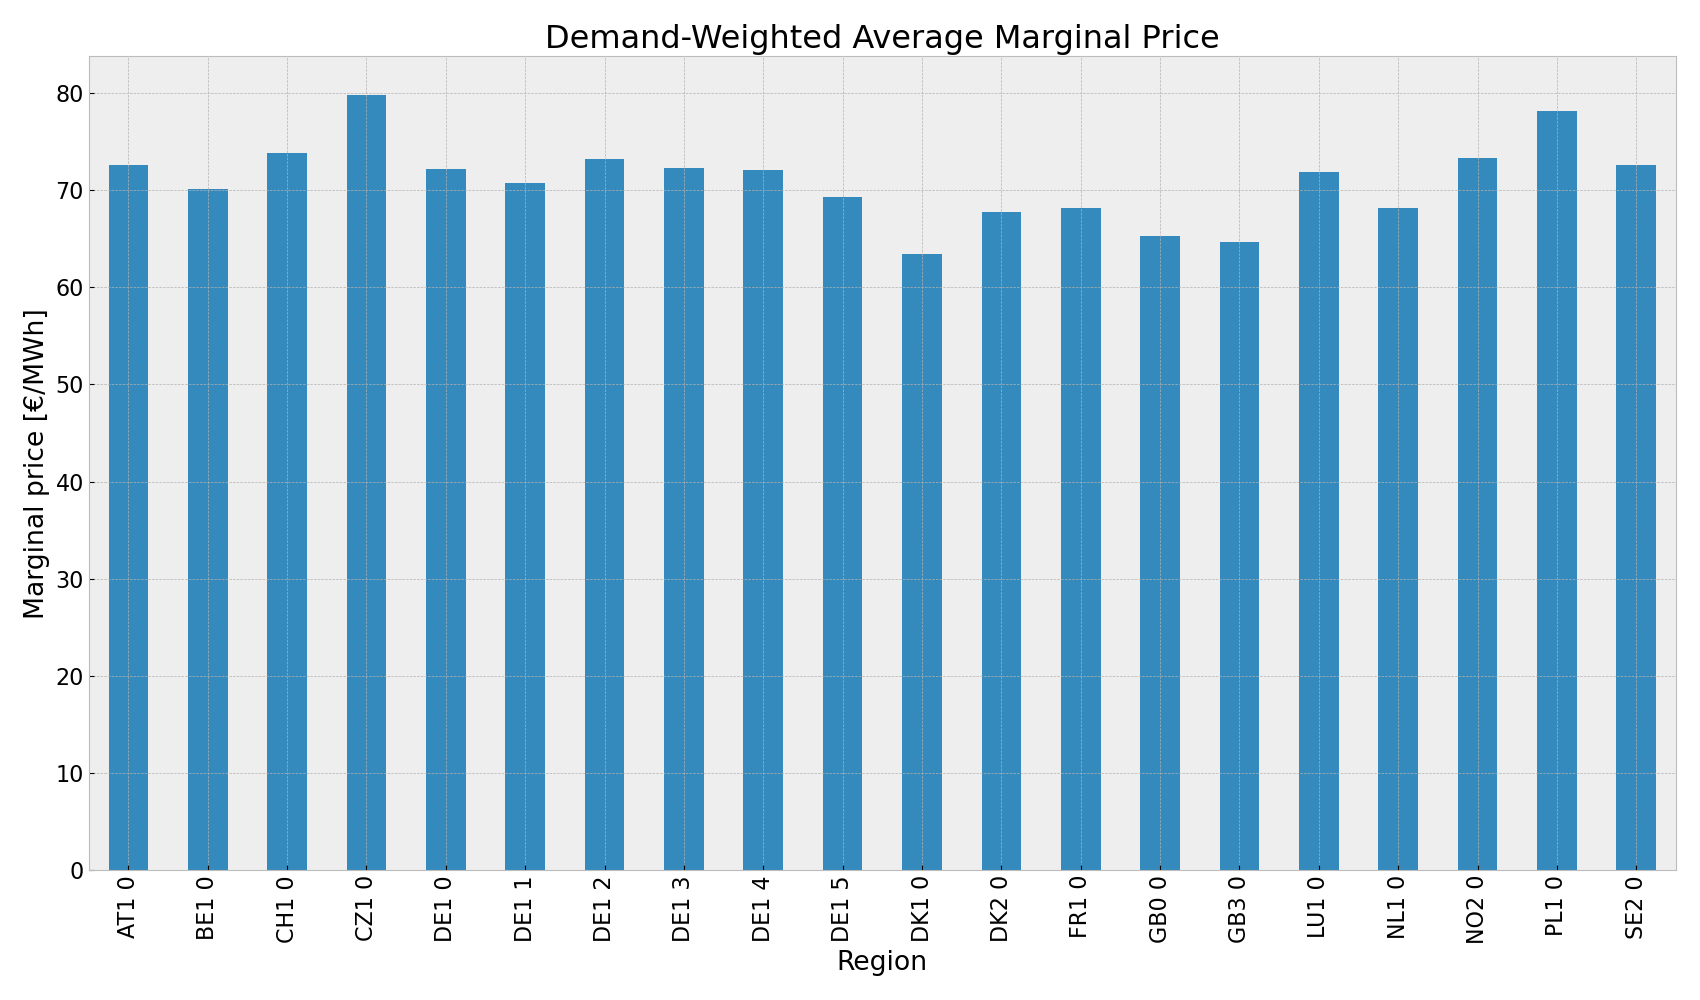 Demand-Weighted Average Marginal Price
Marginal price [€/MWh]
80
70
60
50
40
30
20
10
0
AT1 0
BE1 0
CH1 0
CZ1 0
DE1 0
DE1 1
DE1 2
DE1 3
DE1 4
DE1 5
DK1 0
DK2 0
FR1 0
GB0 0
GB3 0
LU1 0
NL1 0
NO2 0
PL1 0
SE2 0
Region